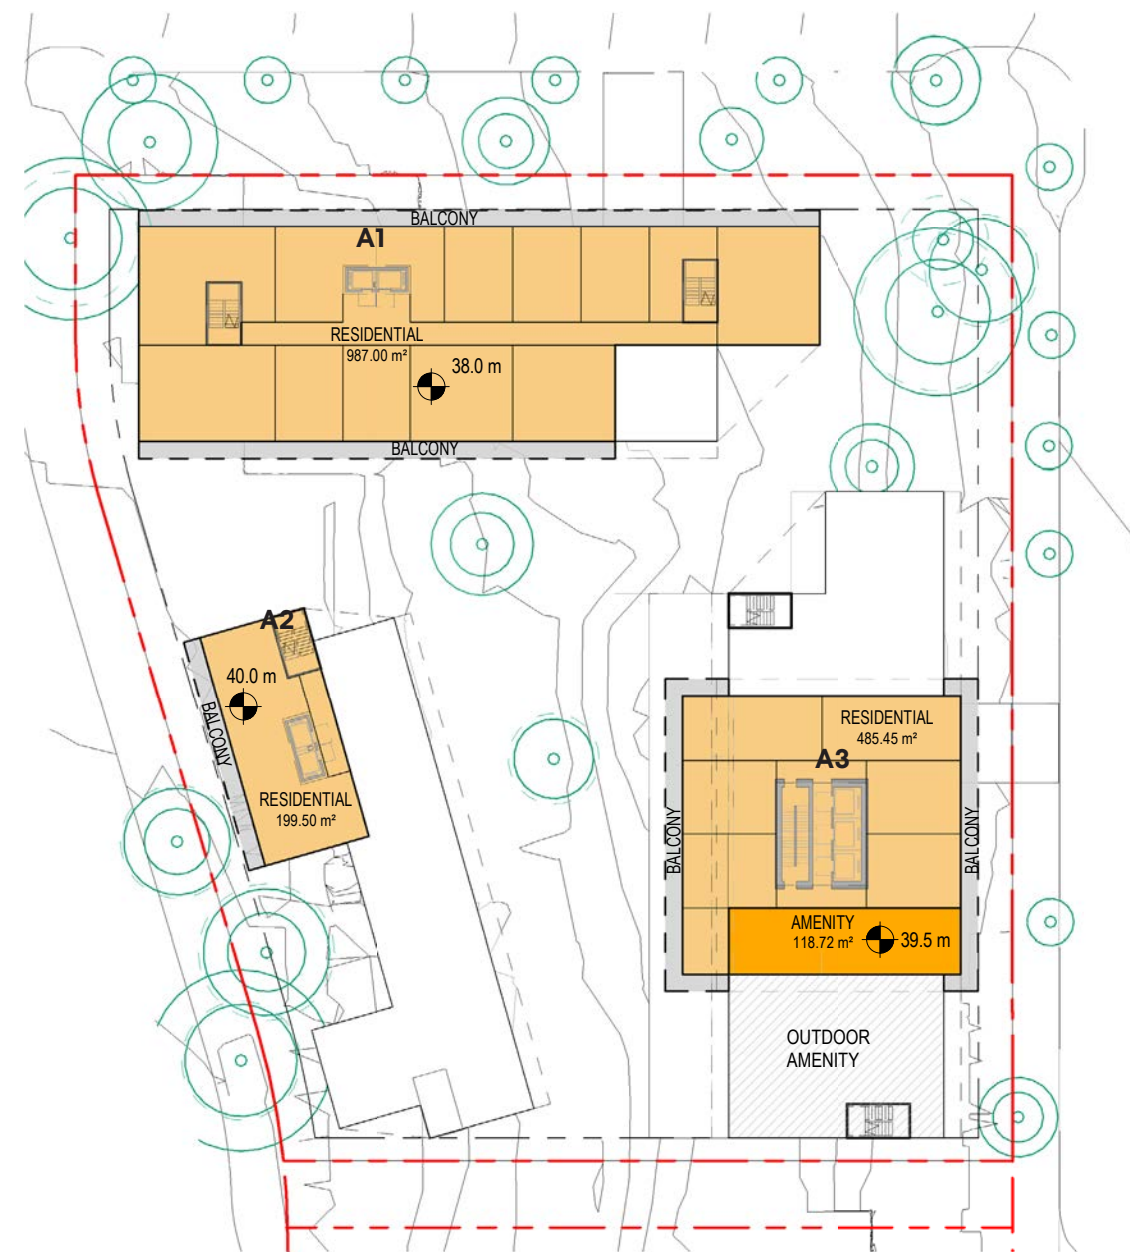 BALCONY
A1
RESIDENTIAL
987.00 m²
38.0 m
BALCONY
A2
40.0 m
BALCONY
RESIDENTIAL
199.50 m²
RESIDENTIAL
485.45 m²
A3
BALCONY
BALCONY
AMENITY
118.72 m²
39.5 m
OUTDOOR
AMENITY